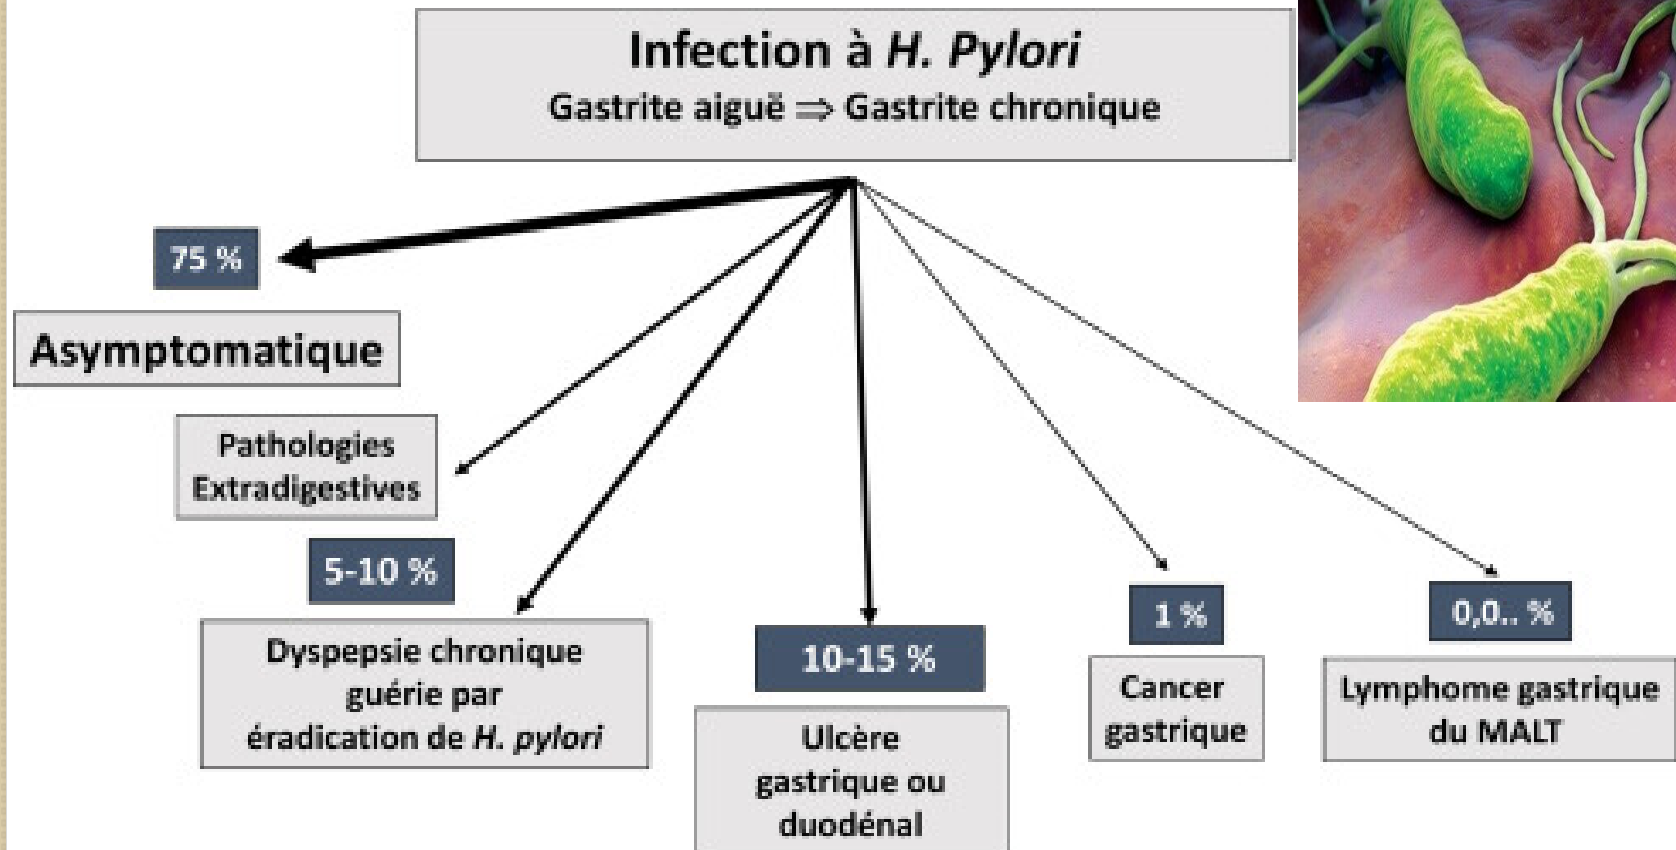 Infection à H. Pylori
Gastrite aiguë ⇒ Gastrite chronique
75 %
Asymptomatique
Pathologies
Extradigestives
5-10 %
Dyspepsie chronique
guérie par
éradication de H. pylori
10-15 %
Ulcère
gastrique ou
duodénal
1 %
Cancer
gastrique
0,0.. %
Lymphome gastrique
du MALT